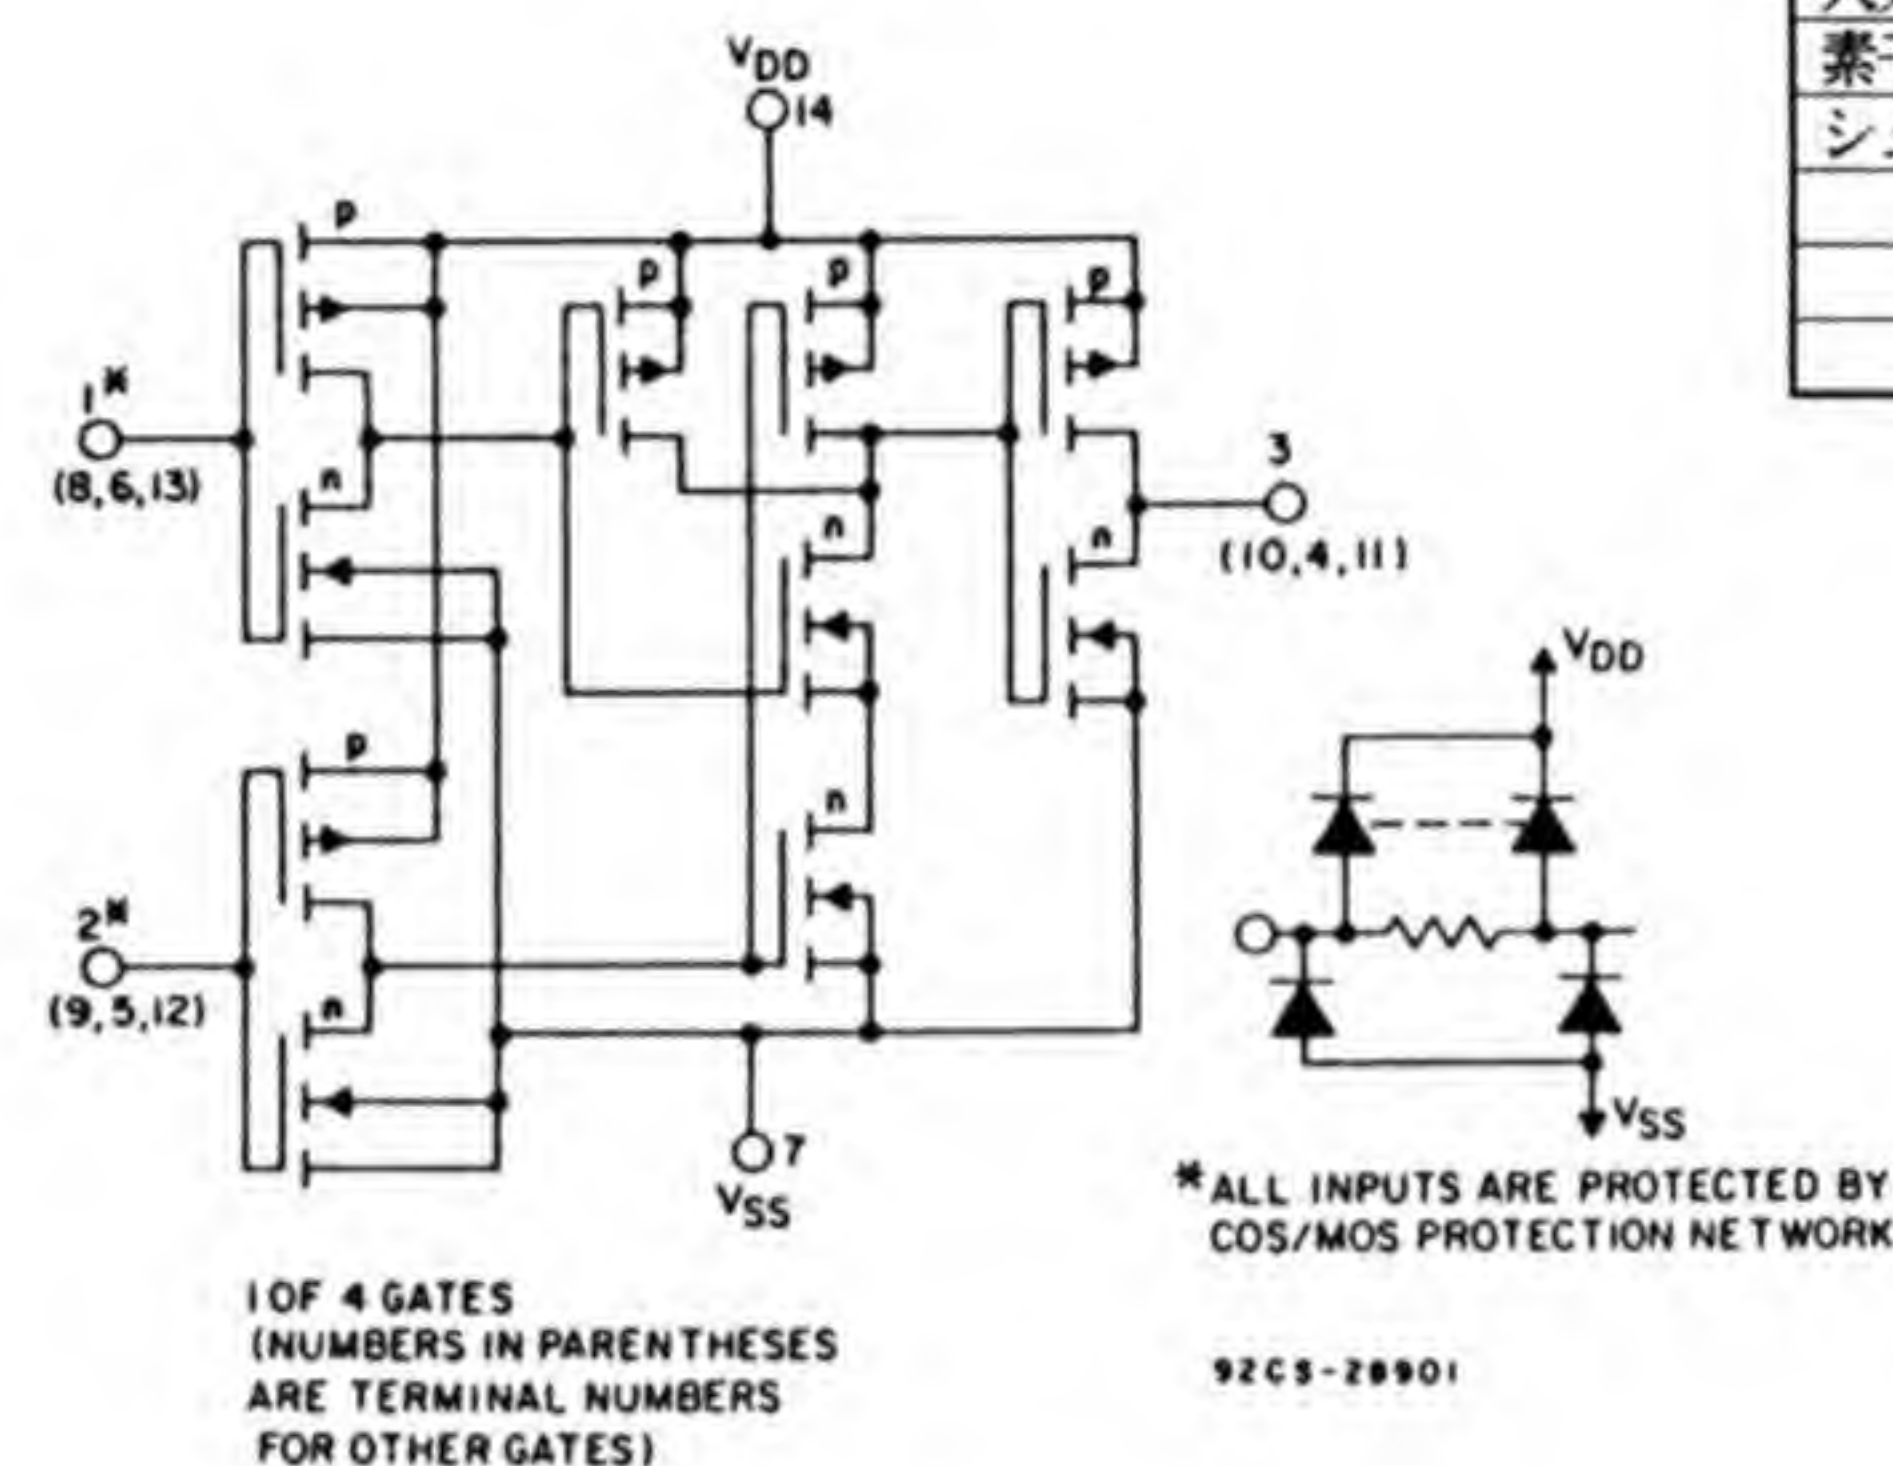 VDD
14
p
p
p
p
1*
(8,6,13)
n
3
(10,4,11)
n
n
p
n
2*
(9,5,12)
n
7
VSS
VDD
VSS
*ALL INPUTS ARE PROTECTED BY
COS/MOS PROTECTION NETWORK
1 OF 4 GATES
(NUMBERS IN PARENTHESES
ARE TERMINAL NUMBERS
FOR OTHER GATES)
92CS-28901
素
シ